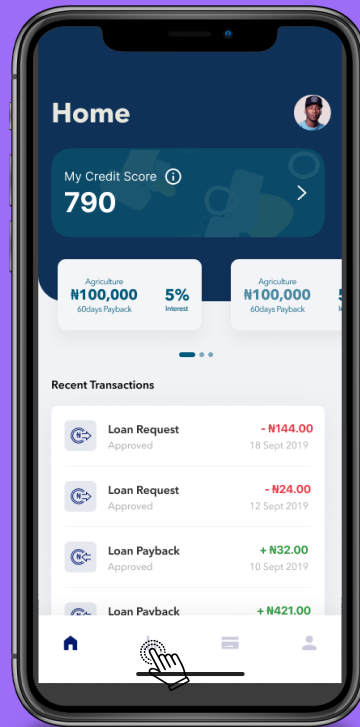 Home
My Credit Score
790
Agriculture
₦100,000
60days Payback
5%
Interest
Agriculture
₦100,000
60days Payback
Recent Transactions
Loan Request
- ₦144.00
Approved
18 Sept 2019
Loan Request
- ₦24.00
Approved
12 Sept 2019
Loan Payback
+ ₦32.00
Approved
10 Sept 2019
Loan Payback
+ ₦421.00